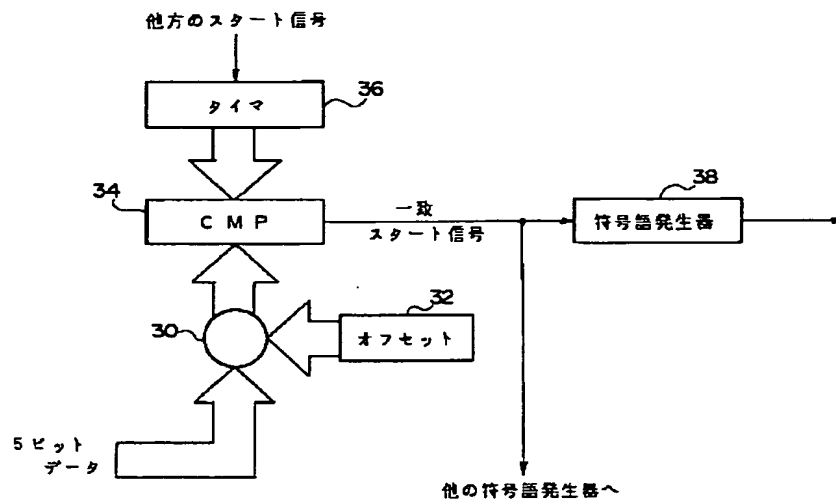 他方のスタート信号
タイマ
36
34
CMP
一致
スタート信号
38
符号語発生器
30
32
オフセット
5ビット
データ
他の符号語発生器へ